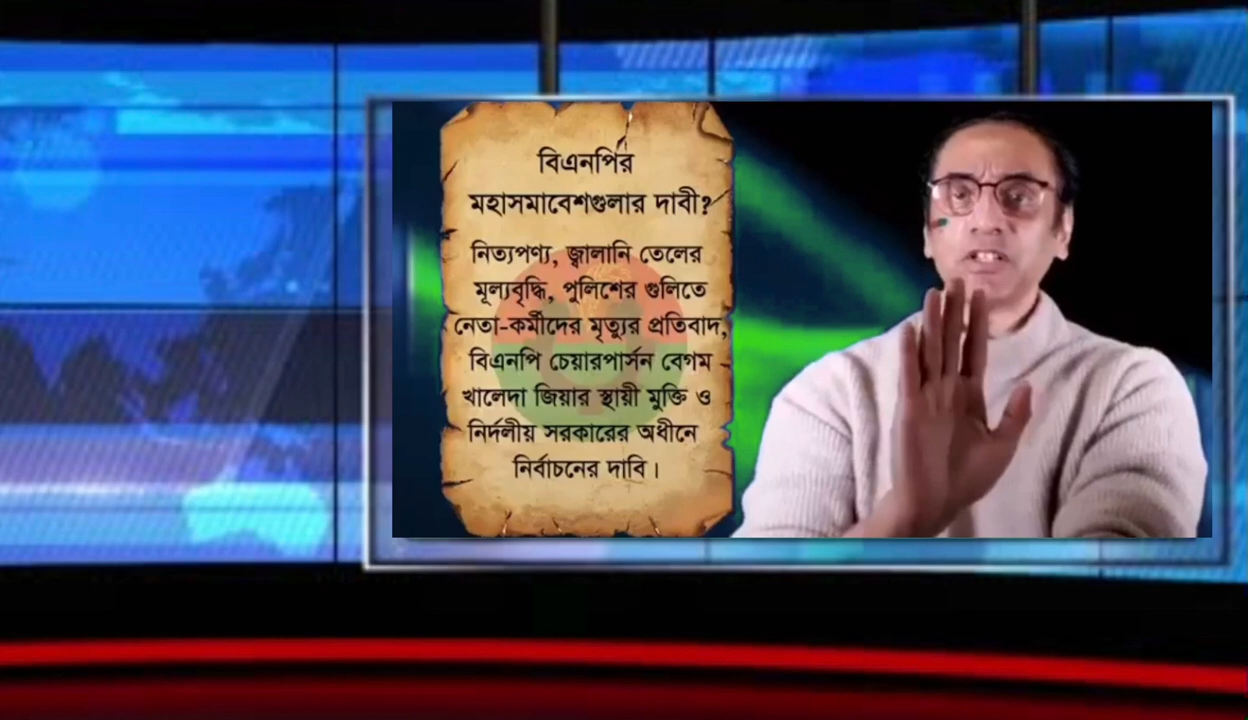 বিএনপির
মহাসমাবেশগুলার দাবী?
নিত্যপণ্য, জ্বালানি তেলের
মূল্যবৃদ্ধি, পুলিশের গুলিতে
নেতা-কর্মীদের মৃত্যুর প্রতিবাদ,
বিএনপি চেয়ারপার্সন বেগম
খালেদা জিয়ার স্থায়ী মুক্তি ও
নির্দলীয় সরকারের অধীনে
নির্বাচনের দাবি।